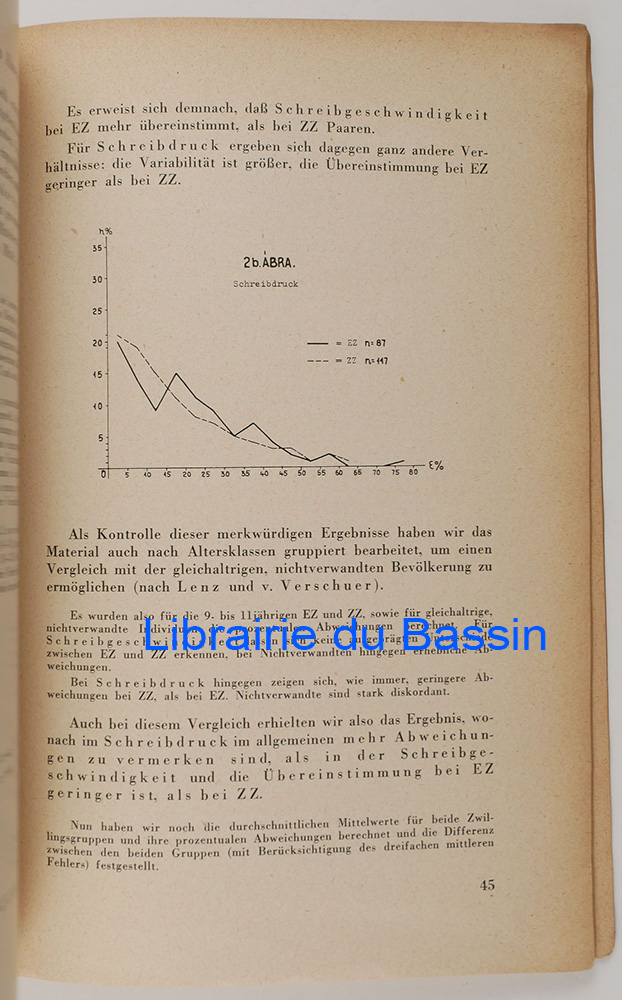 Es erweist sich demnach, daß Schreibgeschwindigkeit
bei EZ mehr übereinstimmt, als bei ZZ Paaren.
Für Schreibdruck ergeben sich dagegen ganz andere Ver-
hältnisse: die Variabilität ist größer, die Übereinstimmung bei EZ
geringer als bei ZZ.
n%
2b. ÁBRA.
Schreibdruck
35
30
25
20
15
10
5
= EZ n=87
= ZZ n=117
0 5 10 15 20 25 30 35 40 45 50 55 60 65 70 75 80 ε%
Als Kontrolle dieser merkwürdigen Ergebnisse haben wir das
Material auch nach Altersklassen gruppiert bearbeitet, um einen
Vergleich mit der gleichaltrigen, nichtverwandten Bevölkerung zu
ermöglichen (nach Lenz und v. Verschuer).
Es wurden also für die 9- bis 11jährigen EZ und ZZ, sowie für gleichaltrige,
nichtverwandte Abweichungen berechnet. Für
Librairie du Bassin
zwischen EZ und ZZ erkennen, bei Nichtverwandten hingegen erhebliche Ab-
weichungen.
Bei Schreibdruck hingegen zeigen sich, wie immer, geringere Ab-
weichungen bei ZZ, als bei EZ. Nichtverwandte sind stark diskordant.
Auch bei diesem Vergleich erhielten wir also das Ergebnis, wo-
nach im Schreibdruck im allgemeinen mehr Abweichun-
gen zu vermerken sind, als in der Schreibge-
schwindigkeit und die Übereinstimmung bei EZ
geringer ist, als bei ZZ.
Nun haben wir noch die durchschnittlichen Mittelwerte für beide Zwil-
lingsgruppen und ihre prozentualen Abweichungen berechnet und die Differenz
zwischen den beiden Gruppen (mit Berücksichtigung des dreifachen mittleren
Fehlers) festgestellt.
45